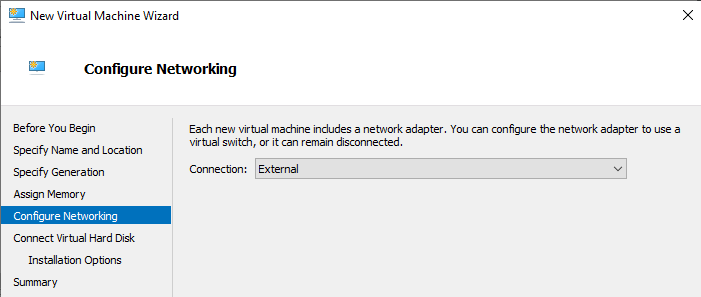 New Virtual Machine Wizard
Configure Networking
Before You Begin
Specify Name and Location
Specify Generation
Assign Memory
Configure Networking
Connect Virtual Hard Disk
Installation Options
Summary
Each new virtual machine includes a network adapter. You can configure the network adapter to use a
virtual switch, or it can remain disconnected.
Connection: External